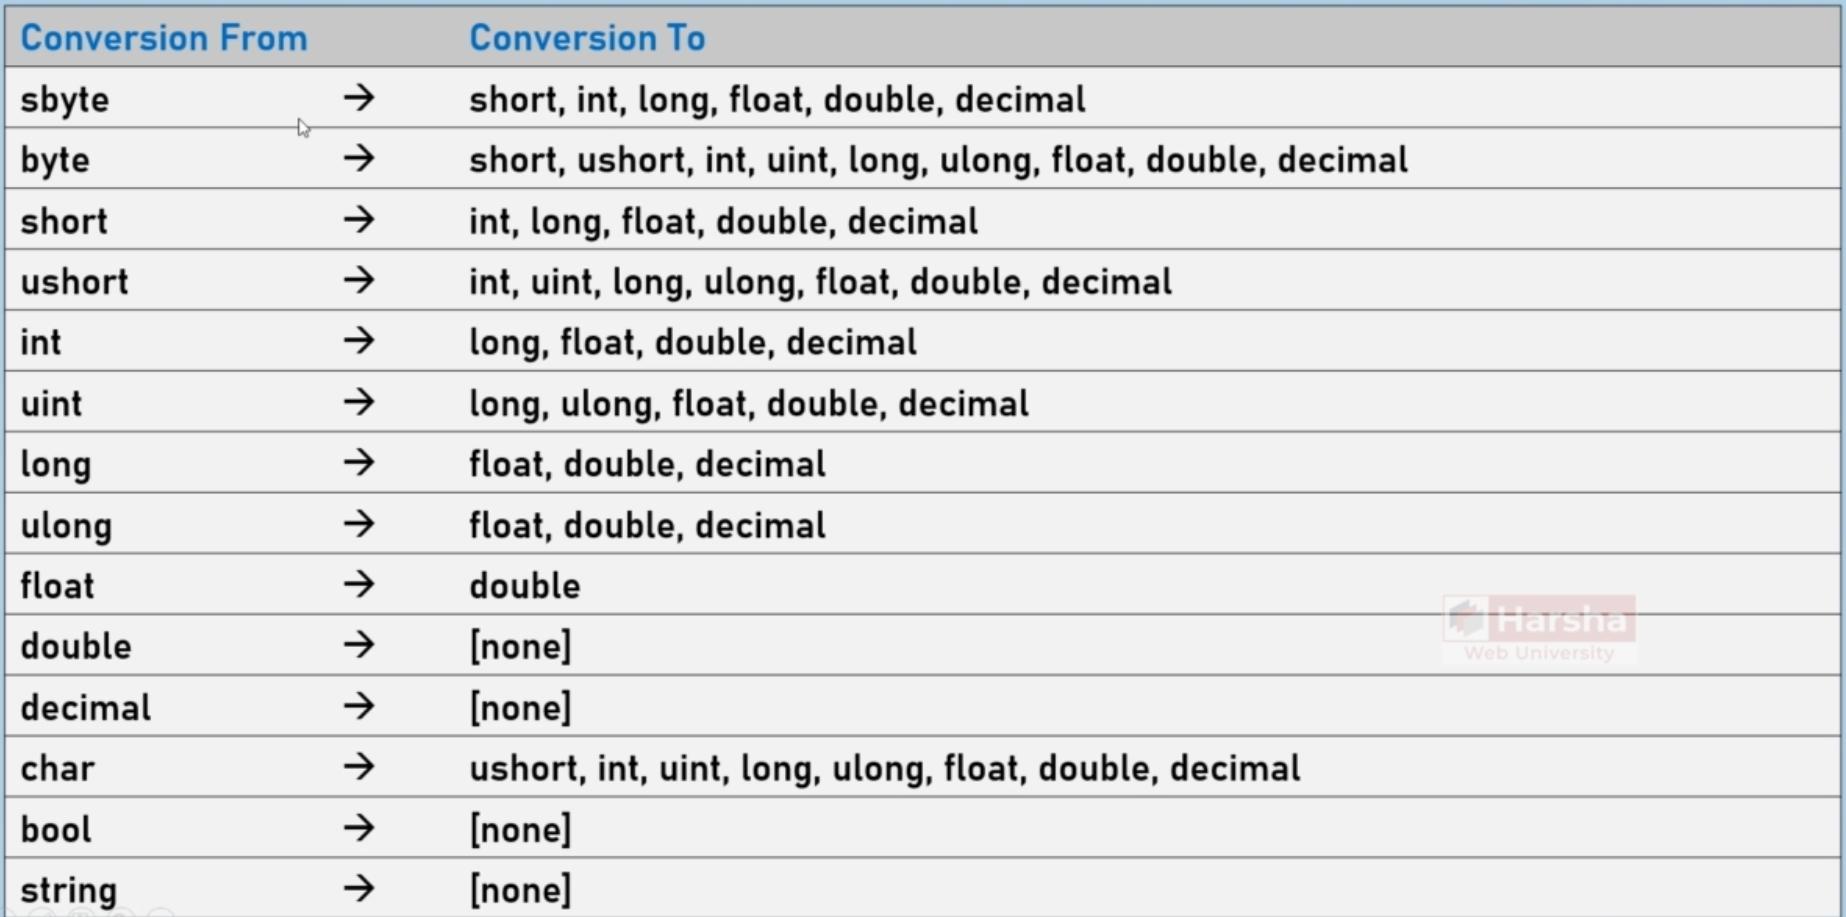 Conversion From Conversion To
sbyte → short, int, long, float, double, decimal
byte → short, ushort, int, uint, long, ulong, float, double, decimal
short → int, long, float, double, decimal
ushort → int, uint, long, ulong, float, double, decimal
int → long, float, double, decimal
uint → long, ulong, float, double, decimal
long → float, double, decimal
ulong → float, double, decimal
float → double
Harsha
double → [none]
Web University
decimal → [none]
char → ushort, int, uint, long, ulong, float, double, decimal
bool → [none]
string → [none]